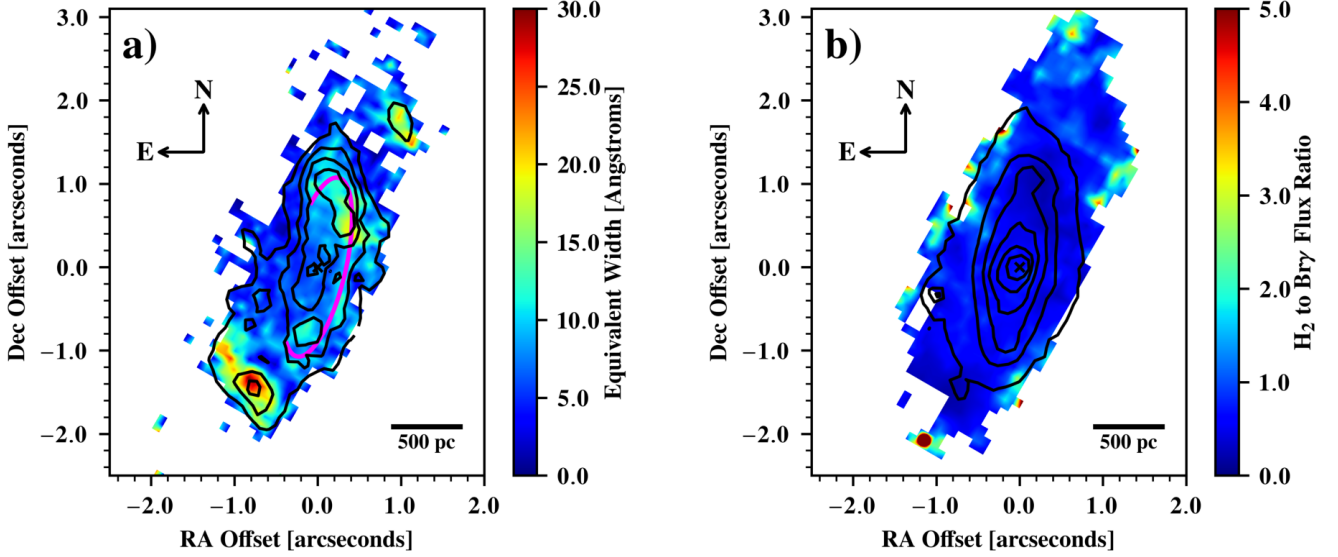 a)
N
E
3.0
2.0
1.0
0.0
−1.0
−2.0
Dec Offset [arcseconds]
−2.0 −1.0 0.0 1.0 2.0
RA Offset [arcseconds]
500 pc
30.0
25.0
20.0
15.0
10.0
5.0
0.0
Equivalent Width [Angstroms]
b)
N
E
3.0
2.0
1.0
0.0
−1.0
−2.0
Dec Offset [arcseconds]
−2.0 −1.0 0.0 1.0 2.0
RA Offset [arcseconds]
500 pc
5.0
4.0
3.0
2.0
1.0
0.0
H₂ to Brγ Flux Ratio